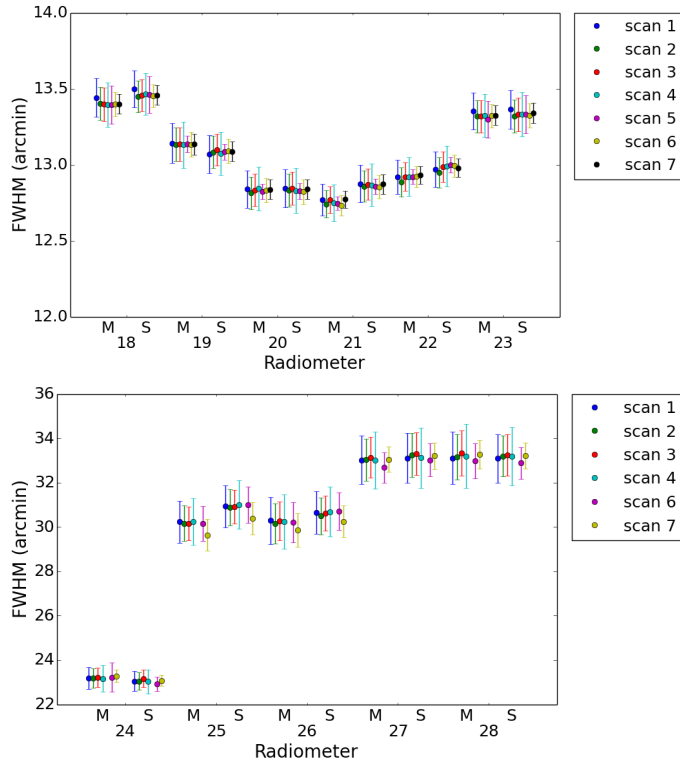 14.0
13.5
13.0
12.5
12.0
FWHM (arcmin)
M S M S M S M S M S M S
18 19 20 21 22 23
Radiometer
scan 1
scan 2
scan 3
scan 4
scan 5
scan 6
scan 7
36
34
32
30
28
26
24
22
FWHM (arcmin)
M S M S M S M S M S
24 25 26 27 28
Radiometer
scan 1
scan 2
scan 3
scan 4
scan 6
scan 7